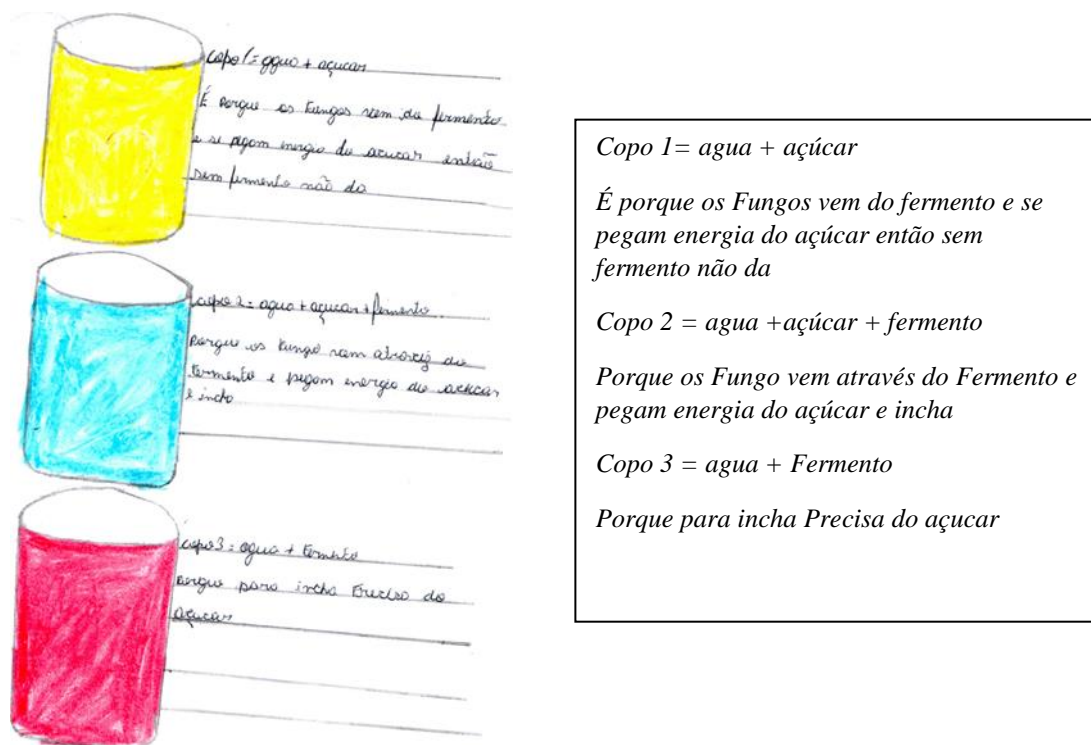 Copo 1= agua + açucar
É Porque os Fungos vem do fermento
e se pegam energia do acucar então
sem fermento não da
copo 2= agua + açucar + fermento
Porque os Fungo vem atraveiz do
Fermento e pegam energia do acucar
e incha
copo 3= agua + Fermento
Porque para incha Preciso do
açucar
Copo 1= agua + açúcar
É porque os Fungos vem do fermento e se
pegam energia do açúcar então sem
fermento não da
Copo 2 = agua +açúcar + fermento
Porque os Fungo vem através do Fermento e
pegam energia do açúcar e incha
Copo 3 = agua + Fermento
Porque para incha Precisa do açucar